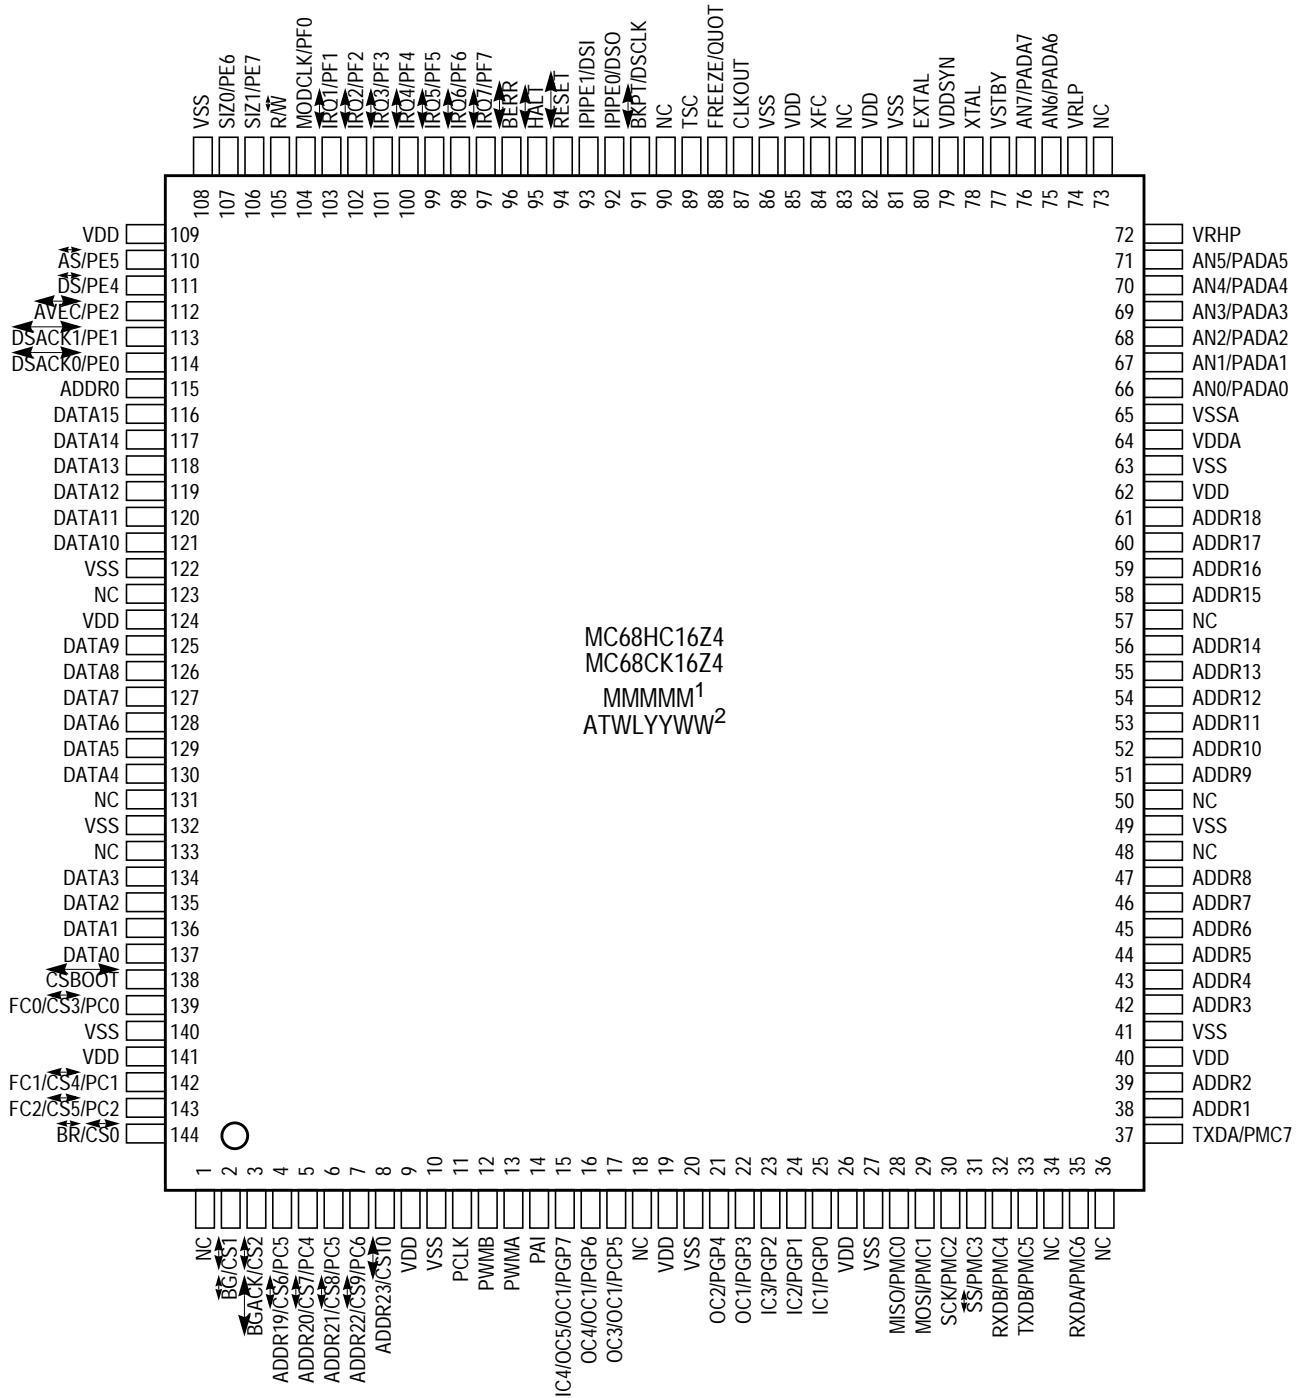 VSS
SIZ0/PE6
SIZ1/PE7
R/W
MODCLK/PF0
IRQ1/PF1
IRQ2/PF2
IRQ3/PF3
IRQ4/PF4
IRQ5/PF5
IRQ6/PF6
IRQ7/PF7
BERR
HALT
RESET
IPIPE1/DSI
IPIPE0/DSO
BKPT/DSCLK
NC
TSC
FREEZE/QUOT
CLKOUT
VSS
VDD
XFC
NC
VDD
VSS
EXTAL
VDDSYN
XTAL
VSTBY
AN7/PADA7
AN6/PADA6
VRLP
NC
108
107
106
105
104
103
102
101
100
99
98
97
96
95
94
93
92
91
90
89
88
87
86
85
84
83
82
81
80
79
78
77
76
75
74
73
VDD 109
AS/PE5 110
DS/PE4 111
AVEC/PE2 112
DSACK1/PE1 113
DSACK0/PE0 114
ADDR0 115
DATA15 116
DATA14 117
DATA13 118
DATA12 119
DATA11 120
DATA10 121
VSS 122
NC 123
VDD 124
DATA9 125
DATA8 126
DATA7 127
DATA6 128
DATA5 129
DATA4 130
NC 131
VSS 132
NC 133
DATA3 134
DATA2 135
DATA1 136
DATA0 137
CSBOOT 138
FC0/CS3/PC0 139
VSS 140
VDD 141
FC1/CS4/PC1 142
FC2/CS5/PC2 143
BR/CS0 144
MC68HC16Z4
MC68CK16Z4
MMMMM1
ATWLYYWW2
72 VRHP
71 AN5/PADA5
70 AN4/PADA4
69 AN3/PADA3
68 AN2/PADA2
67 AN1/PADA1
66 AN0/PADA0
65 VSSA
64 VDDA
63 VSS
62 VDD
61 ADDR18
60 ADDR17
59 ADDR16
58 ADDR15
57 NC
56 ADDR14
55 ADDR13
54 ADDR12
53 ADDR11
52 ADDR10
51 ADDR9
50 NC
49 VSS
48 NC
47 ADDR8
46 ADDR7
45 ADDR6
44 ADDR5
43 ADDR4
42 ADDR3
41 VSS
40 VDD
39 ADDR2
38 ADDR1
37 TXDA/PMC7
1
2
3
4
5
6
7
8
9
10
11
12
13
14
15
16
17
18
19
20
21
22
23
24
25
26
27
28
29
30
31
32
33
34
35
36
NC
BG/CS1
BGACK/CS2
ADDR19/CS6/PC5
ADDR20/CS7/PC4
ADDR21/CS8/PC5
ADDR22/CS9/PC6
ADDR23/CS10
VDD
VSS
PCLK
PWMB
PWMA
PAI
IC4/OC5/OC1/PGP7
OC4/OC1/PGP6
OC3/OC1/PCP5
NC
VDD
VSS
OC2/PGP4
OC1/PGP3
IC3/PGP2
IC2/PGP1
IC1/PGP0
VDD
VSS
MISO/PMC0
MOSI/PMC1
SCK/PMC2
SS/PMC3
RXDB/PMC4
TXDB/PMC5
NC
RXDA/PMC6
NC